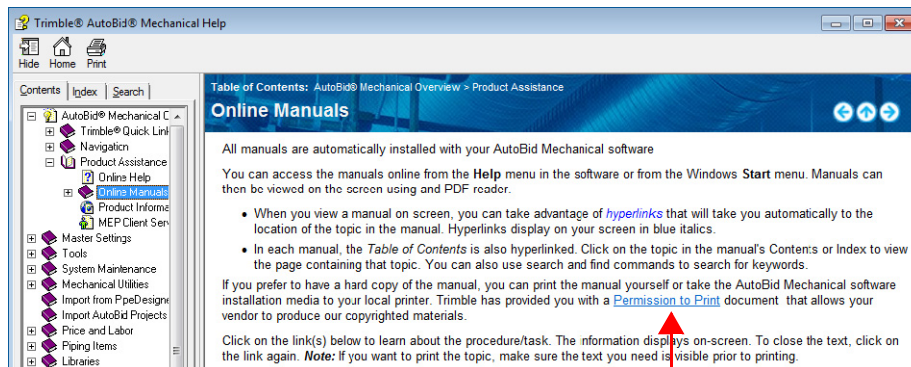 Trimble® AutoBid® Mechanical Help
Hide Home Print
Contents Index Search
AutoBid® Mechanical C
Trimble® Quick Link
Navigation
Product Assistance
Online Help
Online Manuals
Product Informa
MEP Client Serv
Master Settings
Tools
System Maintenance
Mechanical Utilities
Import from PpeDesigne
Import AutoBid Projects
Price and Labor
Piping Items
Libraries
Table of Contents: AutoBid® Mechanical Overview > Product Assistance
Online Manuals
All manuals are automatically installed with your AutoBid Mechanical software
You can access the manuals online from the Help menu in the software or from the Windows Start menu. Manuals can
then be viewed on the screen using and PDF reader.
• When you view a manual on screen, you can take advantage of hyperlinks that will take you automatically to the
location of the topic in the manual. Hyperlinks display on your screen in blue italics.
• In each manual, the Table of Contents is also hyperlinked. Click on the topic in the manual's Contents or Index to view
the page containing that topic. You can also use search and find commands to search for keywords.
If you prefer to have a hard copy of the manual, you can print the manual yourself or take the AutoBid Mechanical software
installation media to your local printer. Trimble has provided you with a Permission to Print document that allows your
vendor to produce our copyrighted materials.
Click on the link(s) below to learn about the procedure/task. The information displays on-screen. To close the text, click on
the link again. Note: If you want to print the topic, make sure the text you need is visible prior to printing.